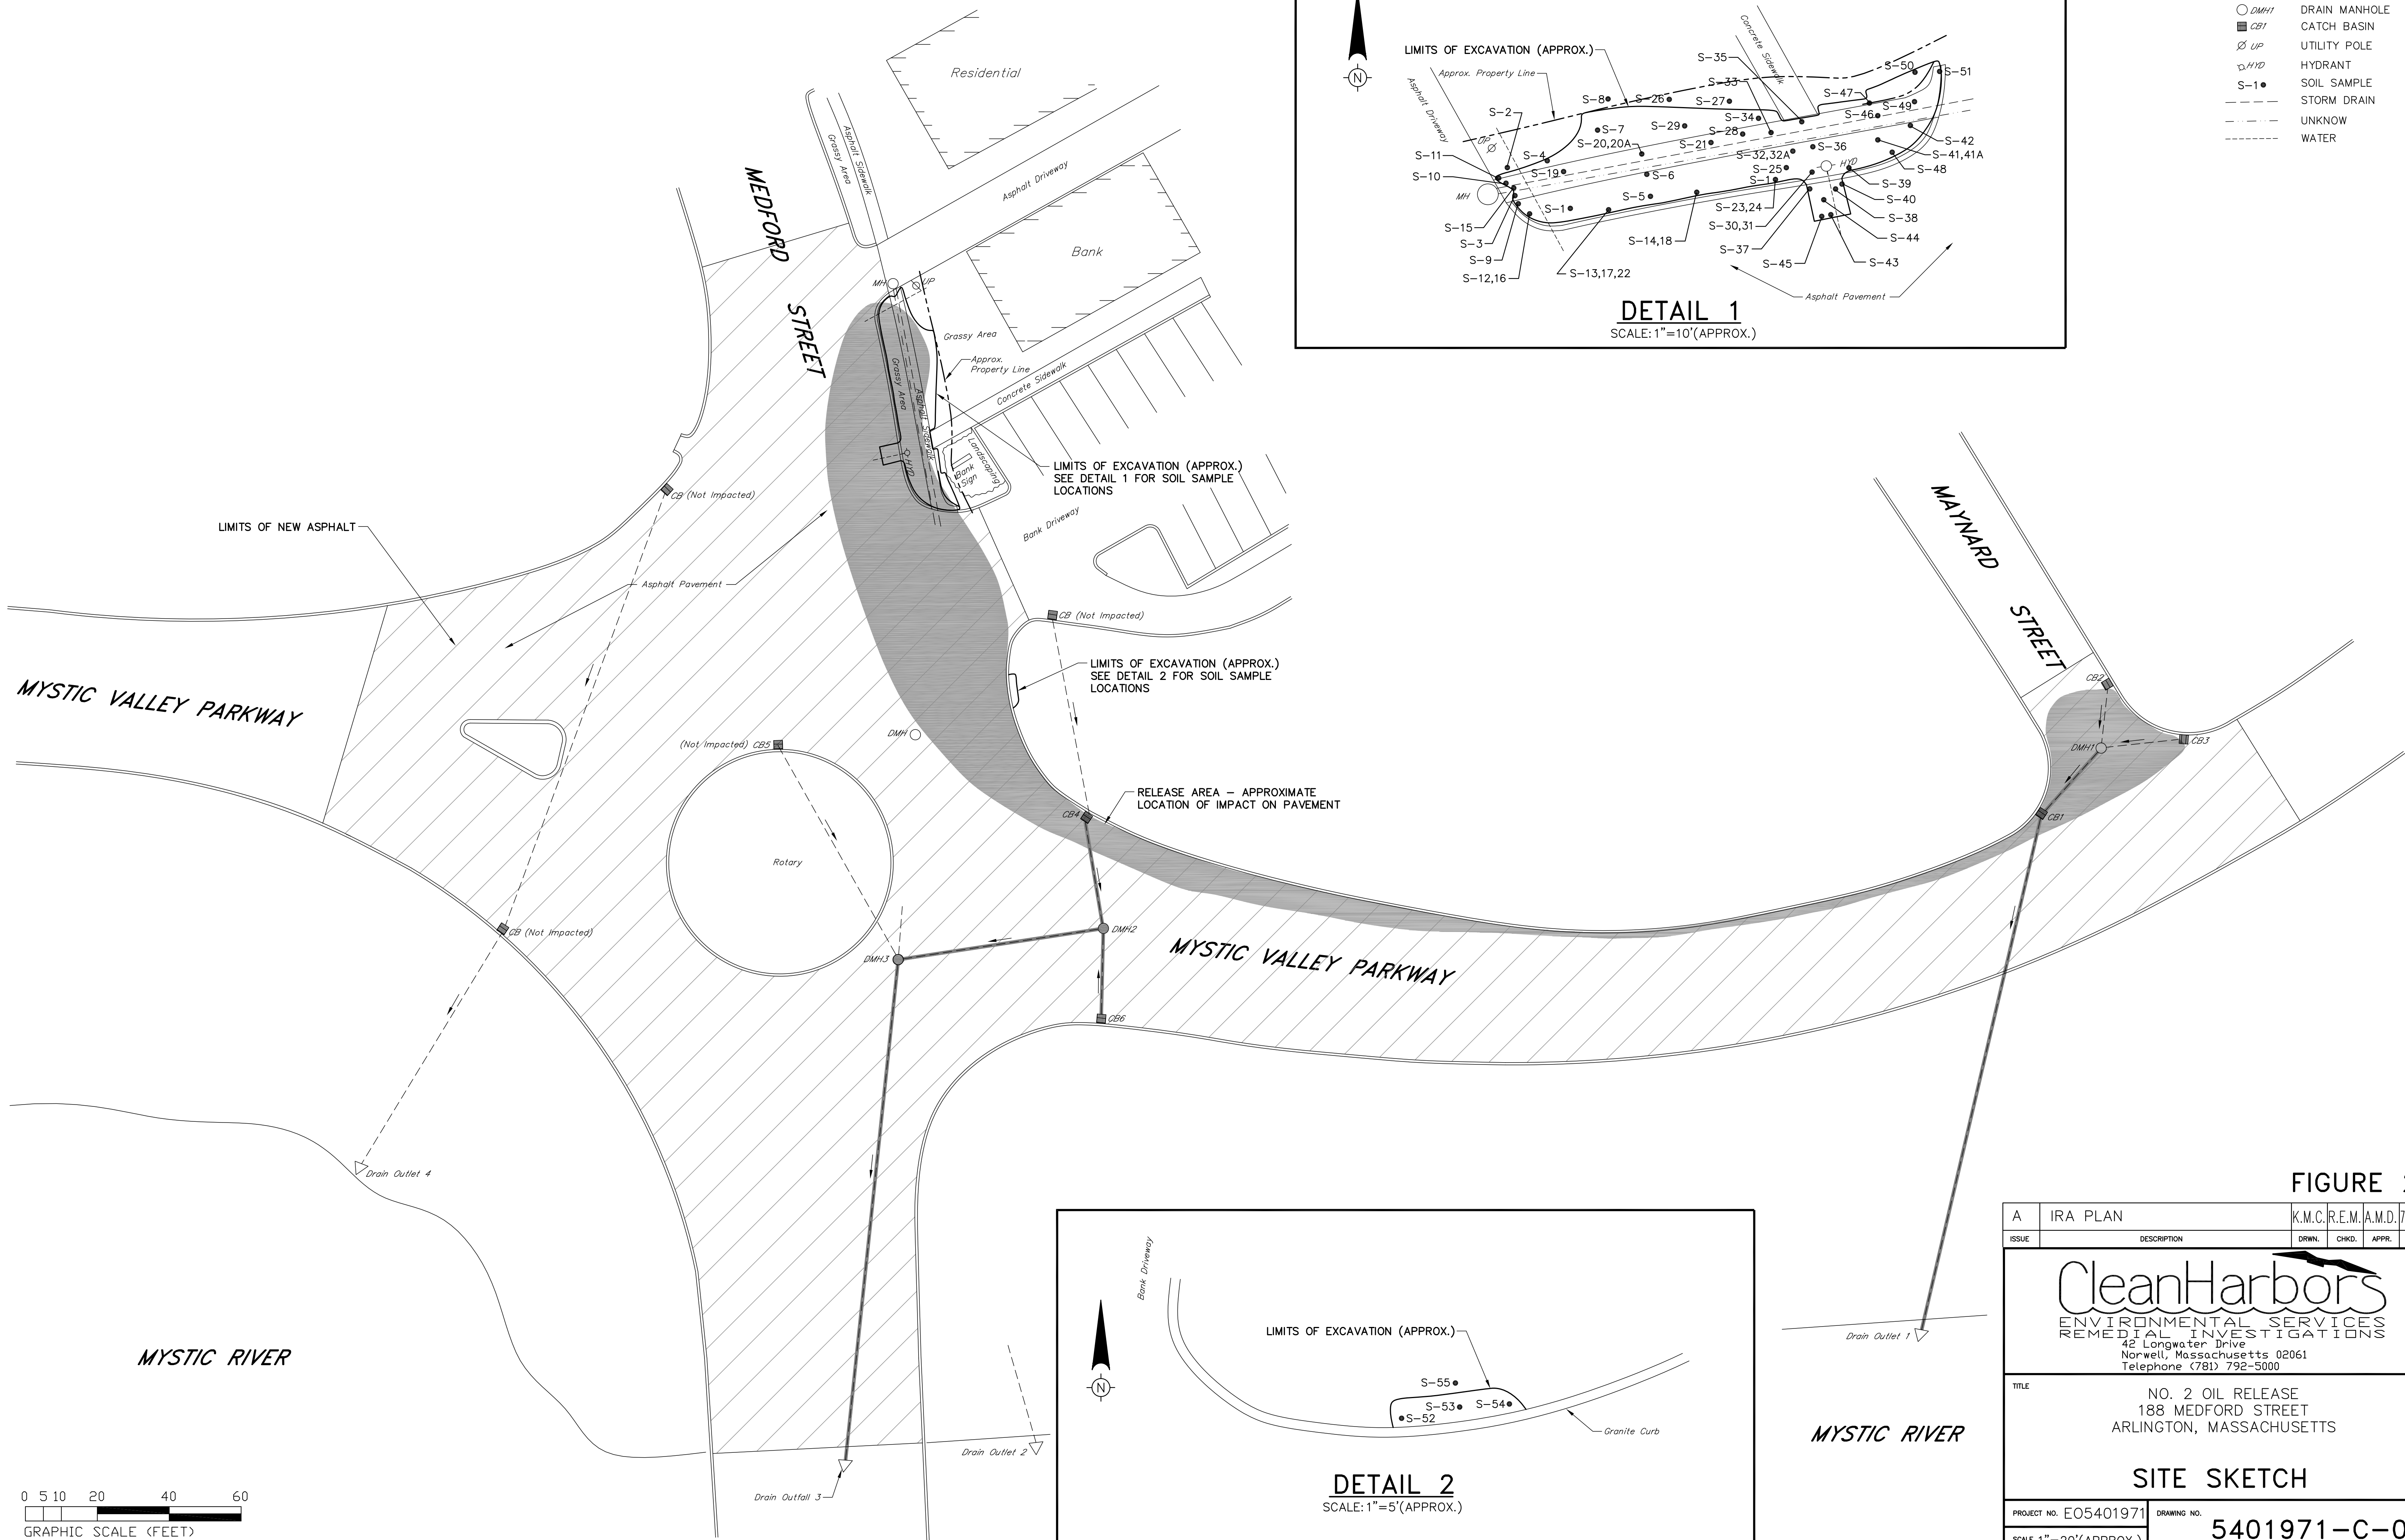 DMH1 DRAIN MANHOLE
CB1 CATCH BASIN
UP UTILITY POLE
HYD HYDRANT
S-1 SOIL SAMPLE
STORM DRAIN
UNKNOW
WATER
LIMITS OF EXCAVATION (APPROX.)
Approx. Property Line
Asphalt Driveway
Concrete Sidewalk
UP
MH
HYD
S-35
S-33
S-50
S-51
S-47
S-8
S-26
S-27
S-49
S-46
S-2
S-34
S-7
S-29
S-28
S-42
S-20,20A
S-21
S-36
S-41,41A
S-11
S-4
S-32,32A
S-48
S-10
S-19
S-6
S-25
S-1
S-39
S-40
S-5
S-1
S-23,24
S-38
S-15
S-30,31
S-3
S-14,18
S-37
S-44
S-9
S-45
S-43
S-12,16
S-13,17,22
Asphalt Pavement
DETAIL 1
SCALE: 1"=10'(APPROX.)
N
Residential
Asphalt Sidewalk
Grassy Area
Asphalt Driveway
MEDFORD
STREET
Bank
MH
UP
Grassy Area
Approx.
Property Line
Concrete Sidewalk
Grassy Area
Asphalt Sidewalk
HYD
Landscaping
Bank
Sign
LIMITS OF EXCAVATION (APPROX.)
SEE DETAIL 1 FOR SOIL SAMPLE
LOCATIONS
CB (Not Impacted)
LIMITS OF NEW ASPHALT
Bank Driveway
Asphalt Pavement
CB (Not Impacted)
LIMITS OF EXCAVATION (APPROX.)
SEE DETAIL 2 FOR SOIL SAMPLE
LOCATIONS
MAYNARD
STREET
CB2
CB3
DMH1
CB1
MYSTIC VALLEY PARKWAY
DMH
(Not Impacted) CB5
RELEASE AREA – APPROXIMATE
LOCATION OF IMPACT ON PAVEMENT
CB4
Rotary
CB (Not Impacted)
DMH2
DMH3
MYSTIC VALLEY PARKWAY
CB6
Drain Outlet 4
MYSTIC RIVER
Drain Outlet 2
Drain Outfall 3
Drain Outlet 1
MYSTIC RIVER
0 5 10 20 40 60
GRAPHIC SCALE (FEET)
Bank Driveway
N
LIMITS OF EXCAVATION (APPROX.)
S-55
S-53
S-54
S-52
Granite Curb
DETAIL 2
SCALE: 1"=5'(APPROX.)
FIGURE
A IRA PLAN K.M.C. R.E.M. A.M.D. 7
ISSUE DESCRIPTION DRWN. CHKD. APPR.
CleanHarbors
ENVIRONMENTAL SERVICES
REMEDIAL INVESTIGATIONS
42 Longwater Drive
Norwell, Massachusetts 02061
Telephone (781) 792-5000
TITLE
NO. 2 OIL RELEASE
188 MEDFORD STREET
ARLINGTON, MASSACHUSETTS
SITE SKETCH
PROJECT NO. EO5401971 DRAWING NO.
5401971-C-0
SCALE 1"=20'(APPROX.)